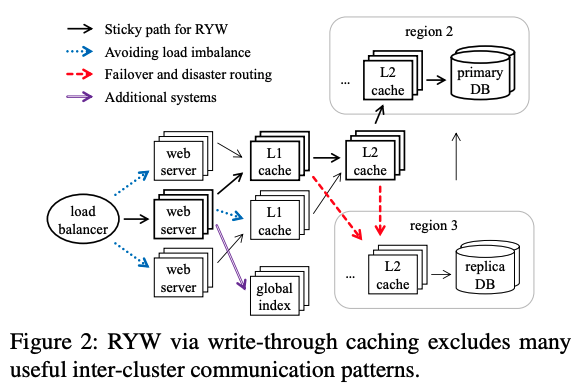 Sticky path for RYW
Avoiding load imbalance
Failover and disaster routing
Additional systems
region 2
...
L2
cache
primary
DB
web
server
L1
cache
L2
cache
load
balancer
web
server
L1
cache
web
server
global
index
region 3
...
L2
cache
replica
DB
Figure 2: RYW via write-through caching excludes many
useful inter-cluster communication patterns.